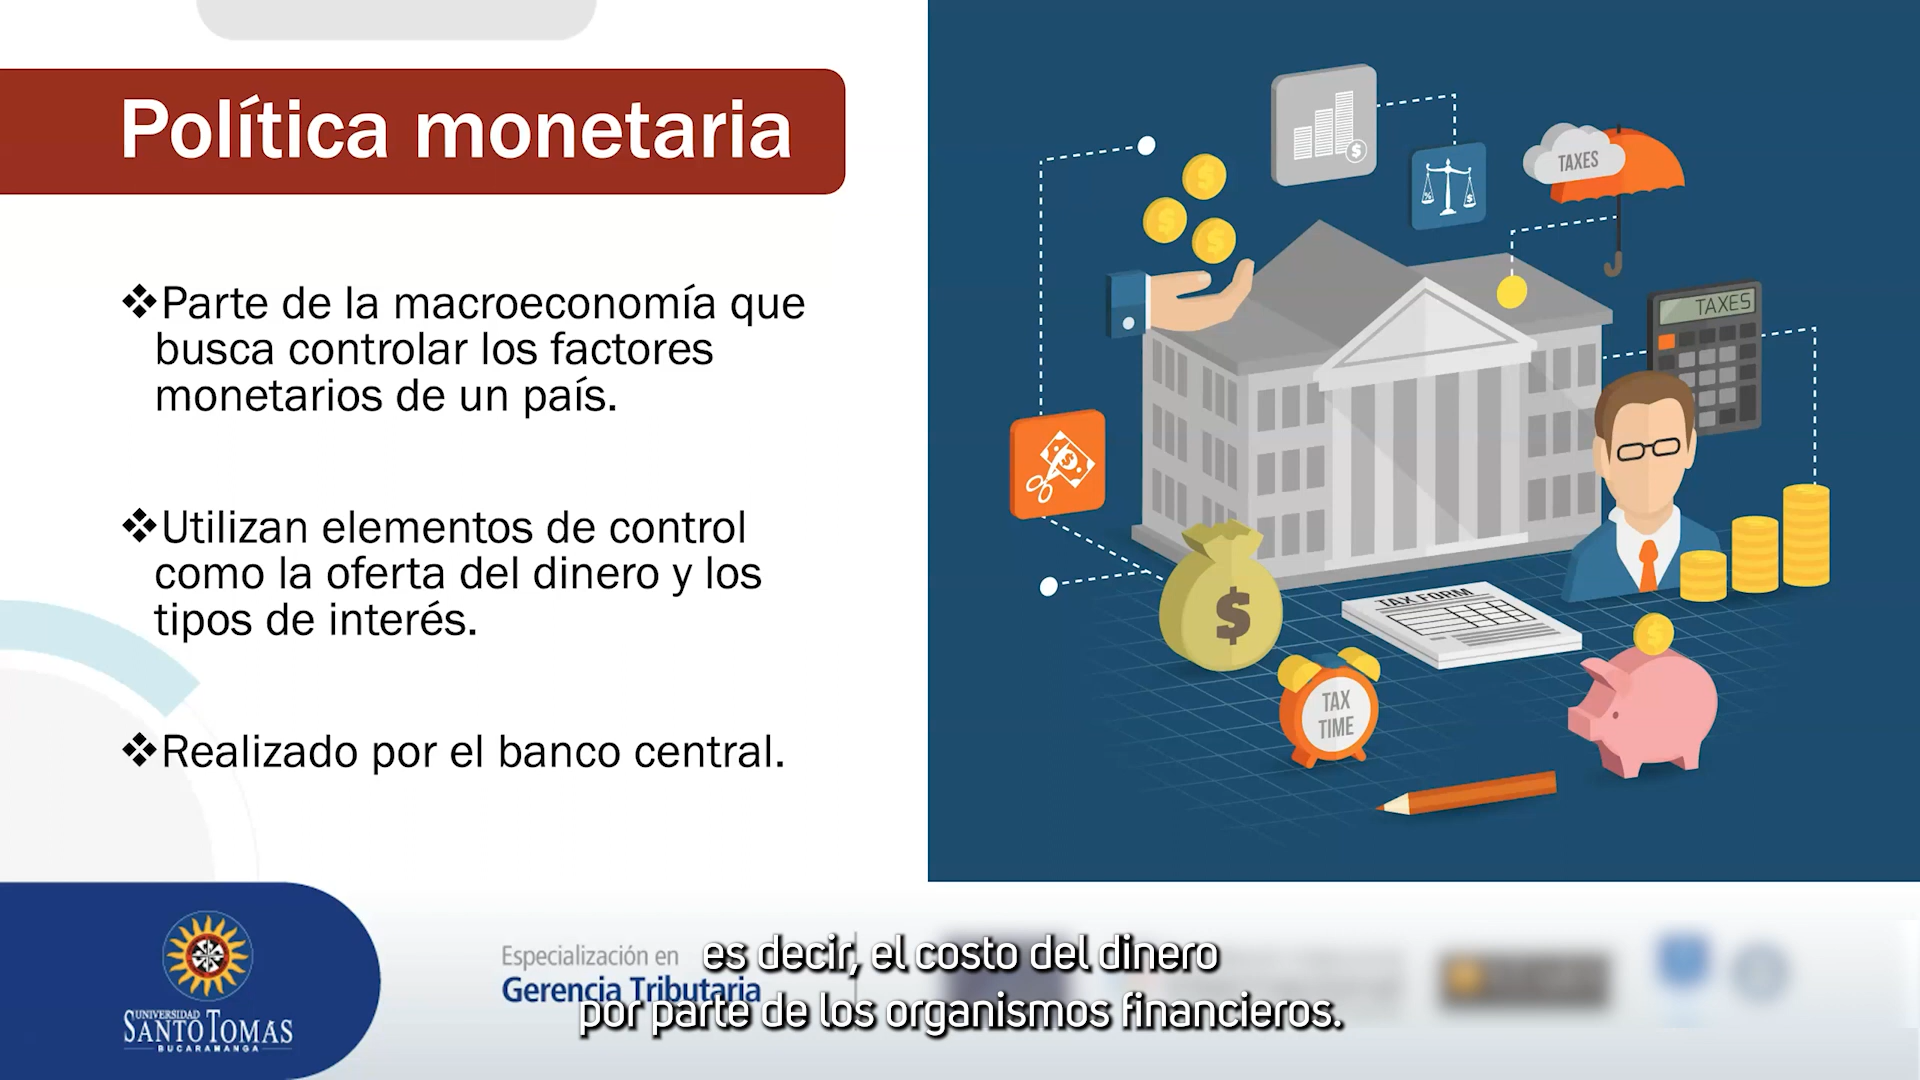 Política monetaria
❖Parte de la macroeconomía que
busca controlar los factores
monetarios de un país.
❖Utilizan elementos de control
como la oferta del dinero y los
tipos de interés.
❖Realizado por el banco central.
$
$
$
$
%
$
TAXES
TAXES
$
$
TAX FORM
$
TAX
TIME
UNIVERSIDAD
SANTO TOMAS
BUCARAMANGA
Especialización en
Gerencia Tributaria
es decir, el costo del dinero
por parte de los organismos financieros.